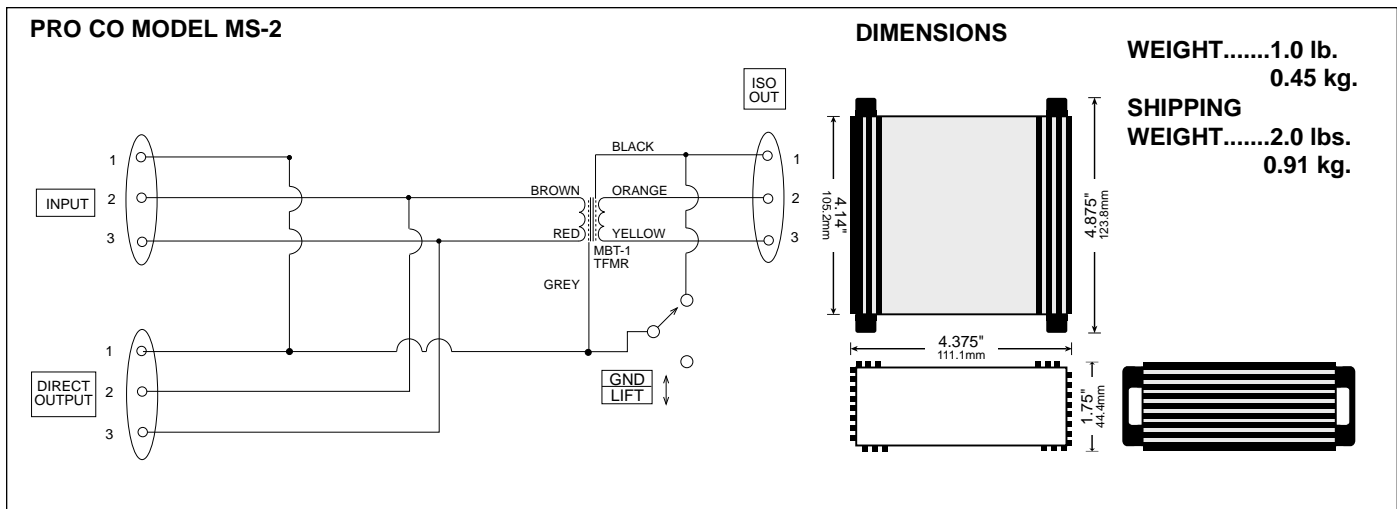 PRO CO MODEL MS-2
INPUT
1
2
3
DIRECT
OUTPUT
1
2
3
BROWN
RED
BLACK
ORANGE
YELLOW
MBT-1
TFMR
GREY
GND
LIFT
ISO
OUT
1
2
3
DIMENSIONS
4.14"
105.2mm
4.875"
123.8mm
4.375"
111.1mm
1.75"
44.4mm
WEIGHT.......1.0 lb.
0.45 kg.
SHIPPING
WEIGHT.......2.0 lbs.
0.91 kg.